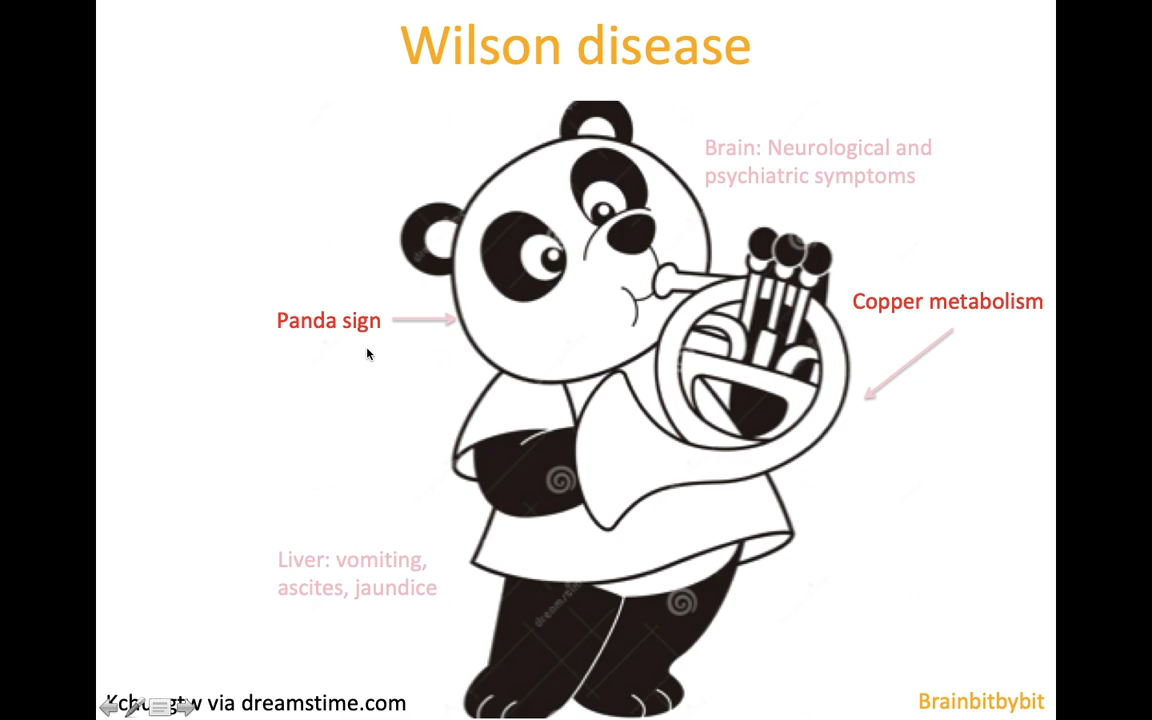 Wilson disease
Brain: Neurological and
psychiatric symptoms
Copper metabolism
Panda sign
Liver: vomiting,
ascites, jaundice
via dreamstime.com
Brainbitbybit